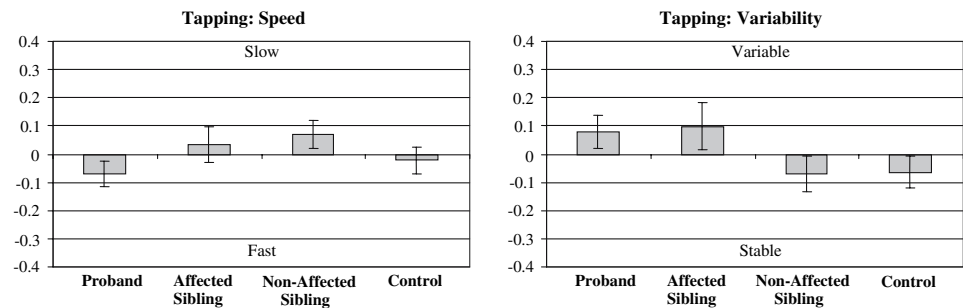 Tapping: Speed
0.4
0.3
0.2
0.1
0
-0.1
-0.2
-0.3
-0.4
Slow
Fast
Proband
Affected
Sibling
Non-Affected
Sibling
Control
Tapping: Variability
0.4
0.3
0.2
0.1
0
-0.1
-0.2
-0.3
-0.4
Variable
Stable
Proband
Affected
Sibling
Non-Affected
Sibling
Control